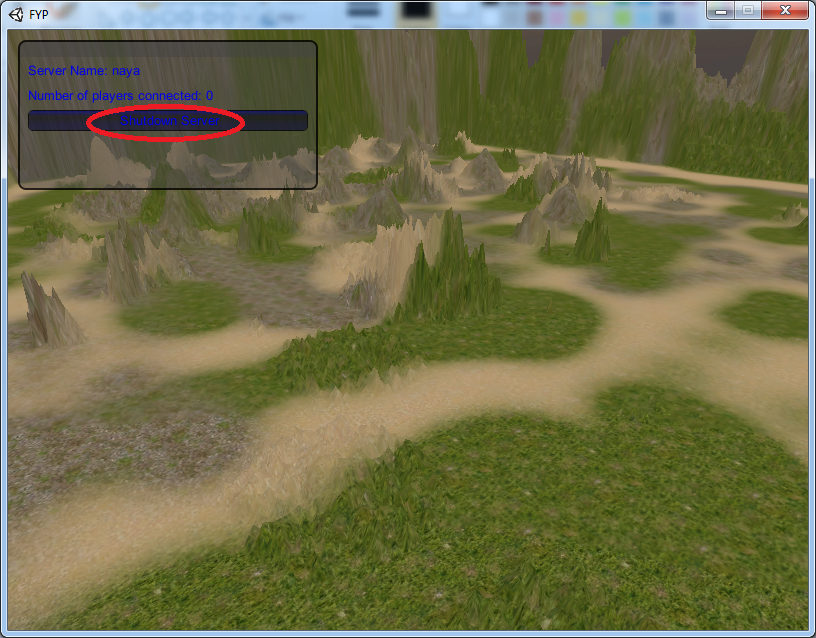 FYP
Server Name: naya
Number of players connected: 0
Shutdown Server